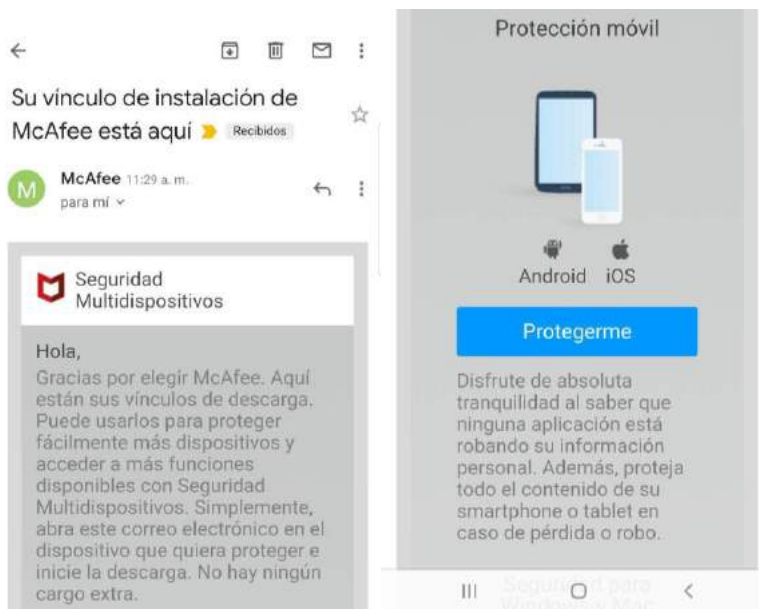 Su vínculo de instalación de
McAfee está aquí Recibidos
M
McAfee 11:29 a. m.
para mí
Seguridad
Multidispositivos
Hola,
Gracias por elegir McAfee. Aquí
están sus vínculos de descarga.
Puede usarlos para proteger
fácilmente más dispositivos y
acceder a más funciones
disponibles con Seguridad
Multidispositivos. Simplemente,
abra este correo electrónico en el
dispositivo que quiera proteger e
inicie la descarga. No hay ningún
cargo extra.
Protección móvil
Android iOS
Protegerme
Disfrute de absoluta
tranquilidad al saber que
ninguna aplicación está
robando su información
personal. Además, proteja
todo el contenido de su
smartphone o tablet en
caso de pérdida o robo.
Seguridad para
Windows y Mac